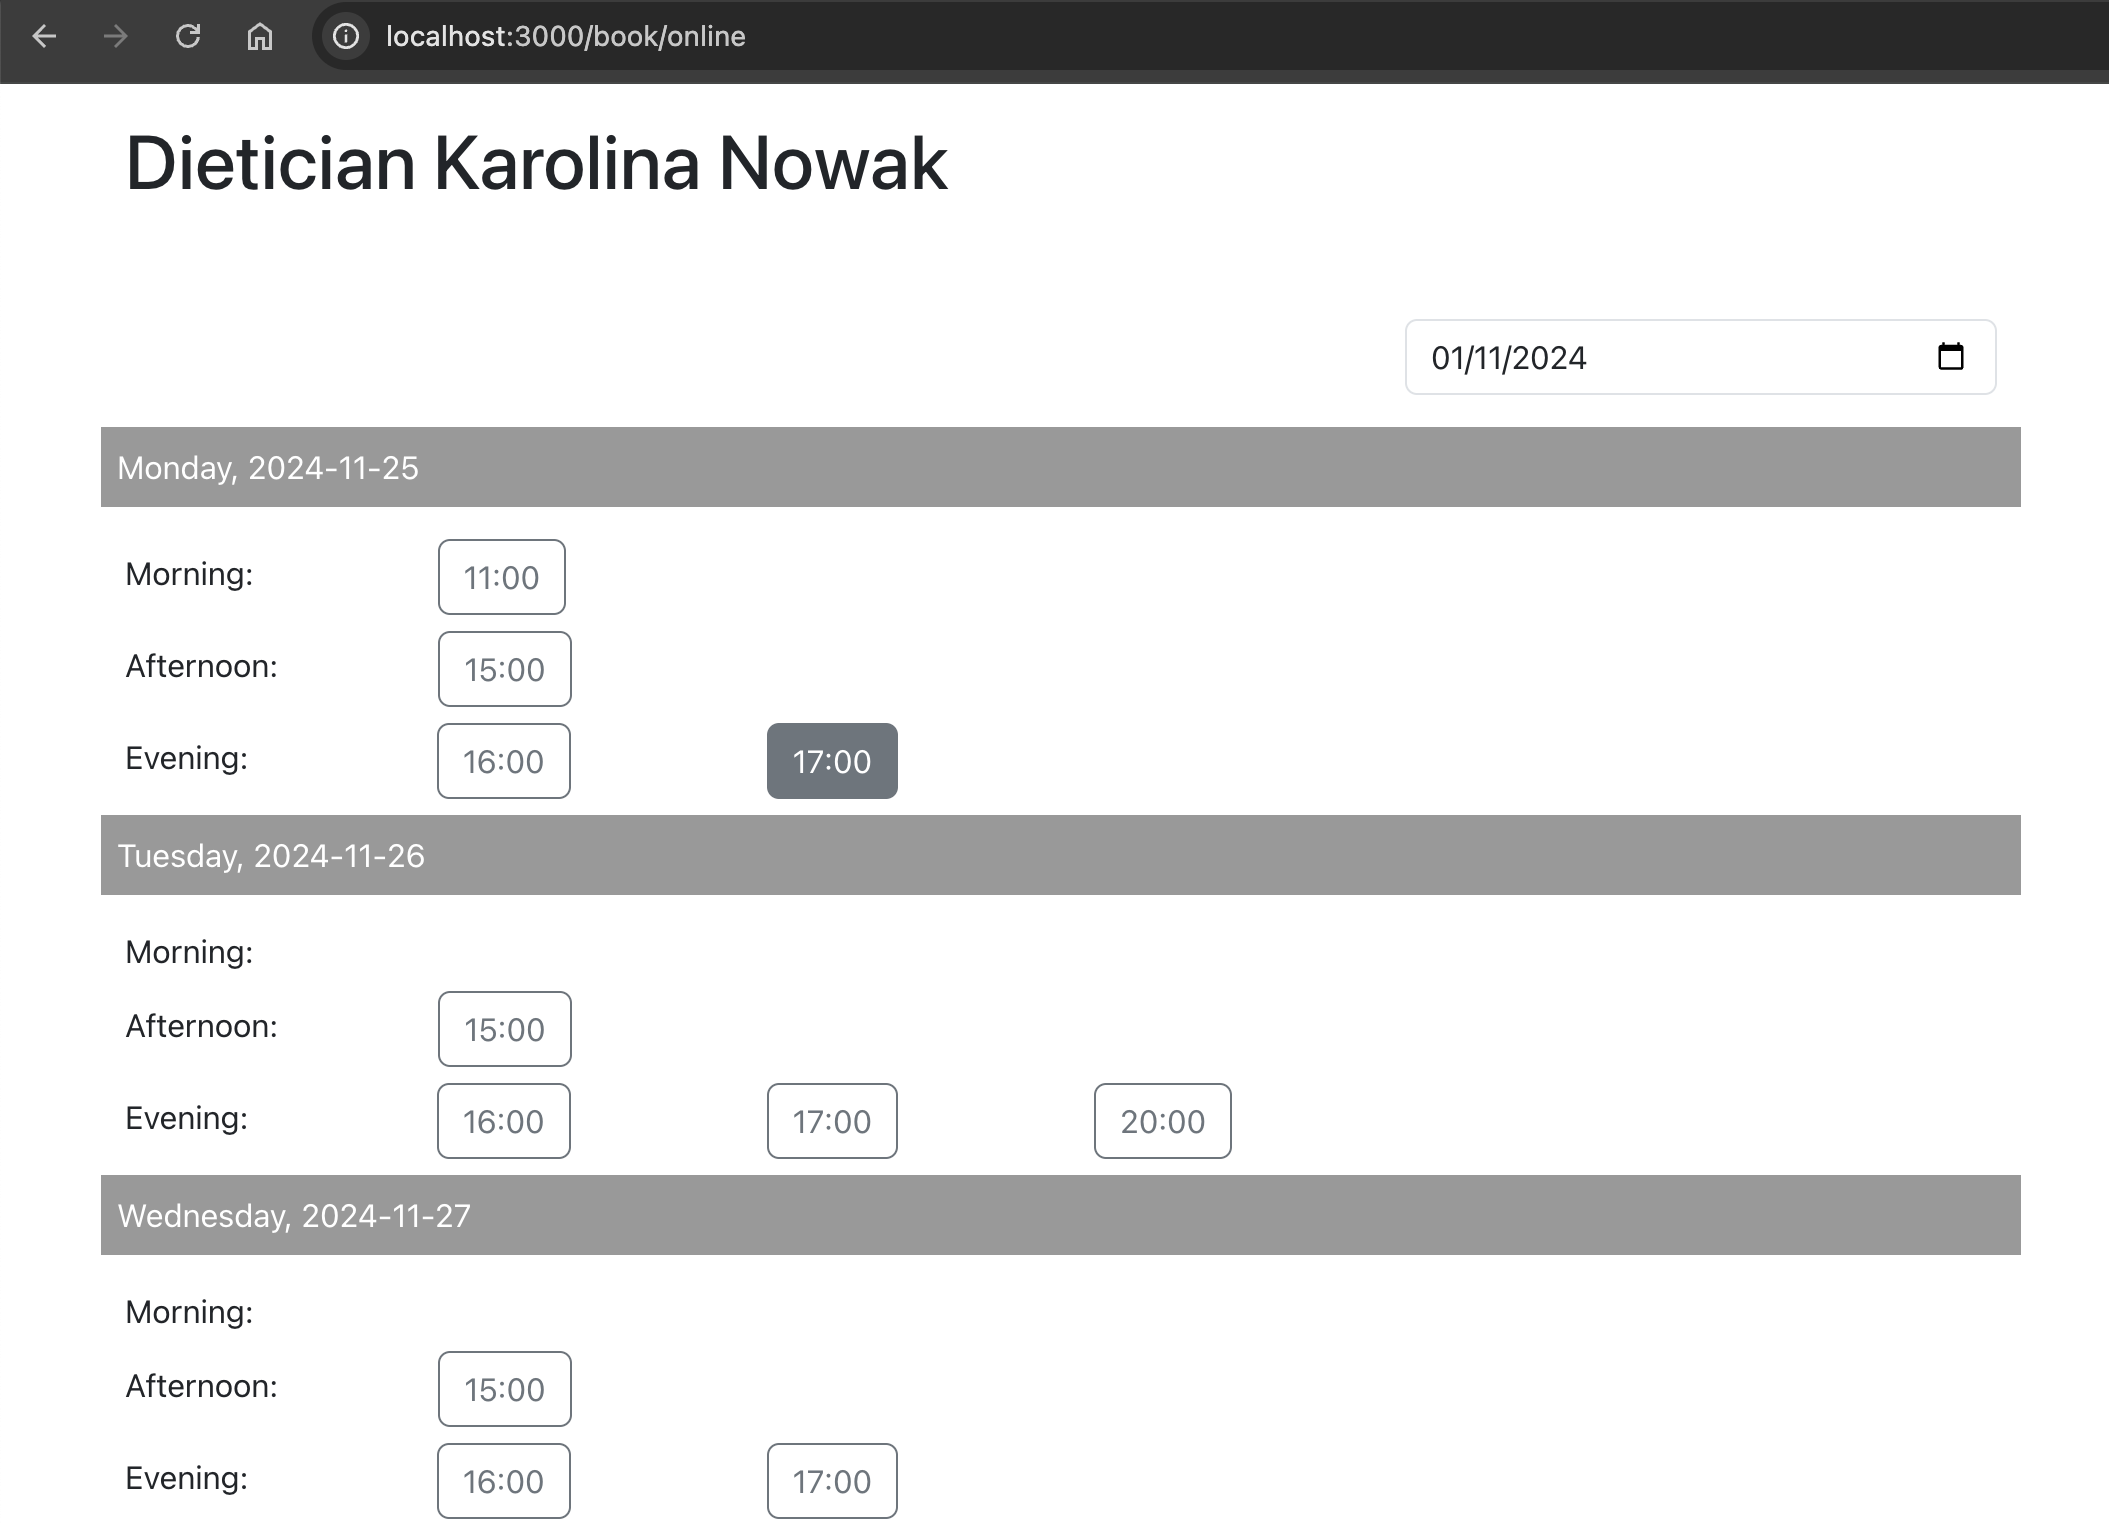 localhost:3000/book/online
Dietician Karolina Nowak
01/11/2024
Monday, 2024-11-25
Morning: 11:00
Afternoon: 15:00
Evening: 16:00 17:00
Tuesday, 2024-11-26
Morning:
Afternoon: 15:00
Evening: 16:00 17:00 20:00
Wednesday, 2024-11-27
Morning:
Afternoon: 15:00
Evening: 16:00 17:00